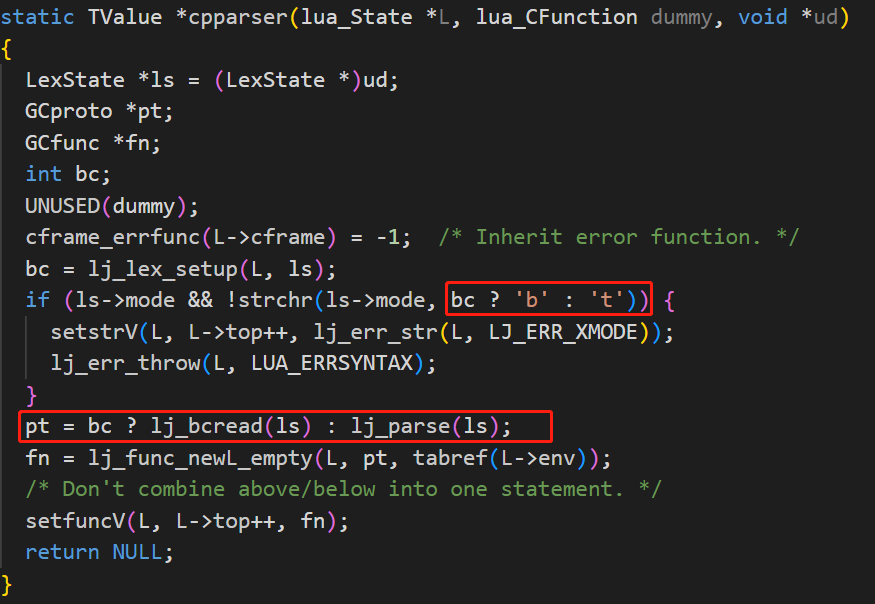 static TValue *cpparser(lua_State *L, lua_CFunction dummy, void *ud)
{
  LexState *ls = (LexState *)ud;
  GCproto *pt;
  GCfunc *fn;
  int bc;
  UNUSED(dummy);
  cframe_errfunc(L->cframe) = -1;  /* Inherit error function. */
  bc = lj_lex_setup(L, ls);
  if (ls->mode && !strchr(ls->mode, bc ? 'b' : 't')) {
    setstrV(L, L->top++, lj_err_str(L, LJ_ERR_XMODE));
    lj_err_throw(L, LUA_ERRSYNTAX);
  }
  pt = bc ? lj_bcread(ls) : lj_parse(ls);
  fn = lj_func_newL_empty(L, pt, tabref(L->env));
  /* Don't combine above/below into one statement. */
  setfuncV(L, L->top++, fn);
  return NULL;
}